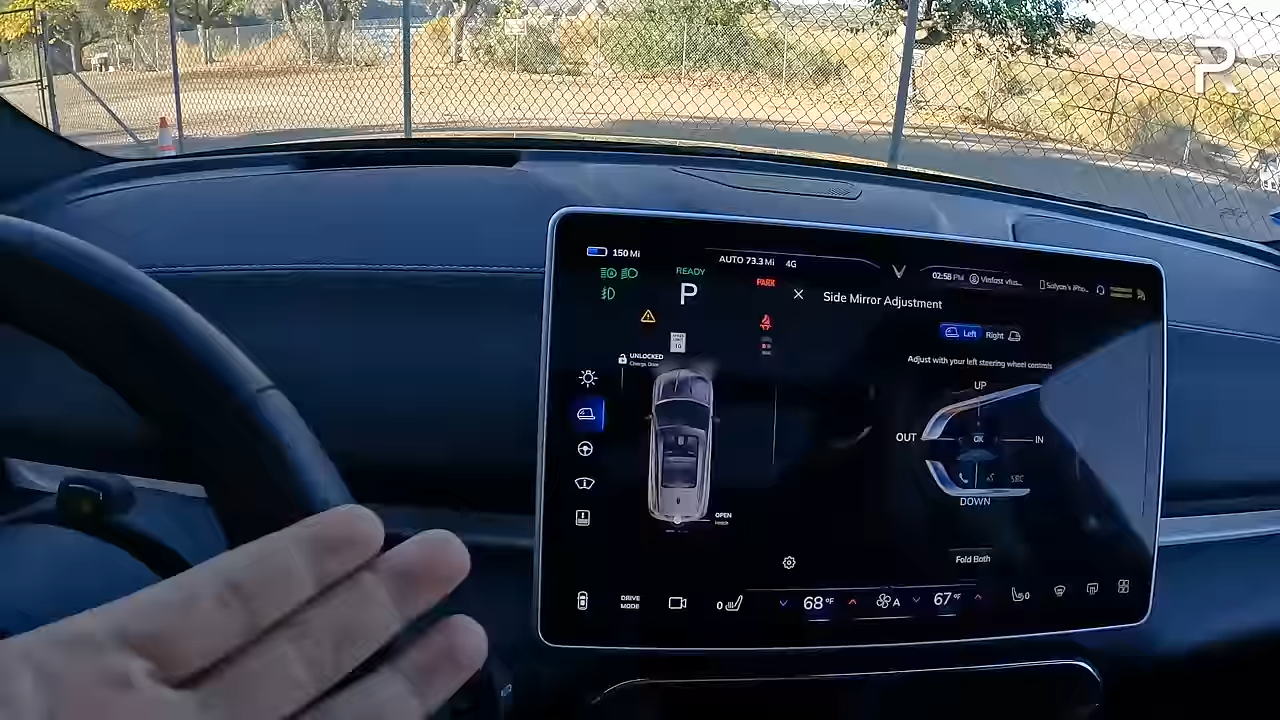 150 Mi
AUTO 73.3 Mi 4G
02:58 PM
READY
P
PARK
Side Mirror Adjustment
Left Right
UNLOCKED
Adjust with your left steering wheel controls
UP
OUT OK IN
DOWN
OPEN
Fold Both
DRIVE
MODE
0
68°F
A
67°F
0